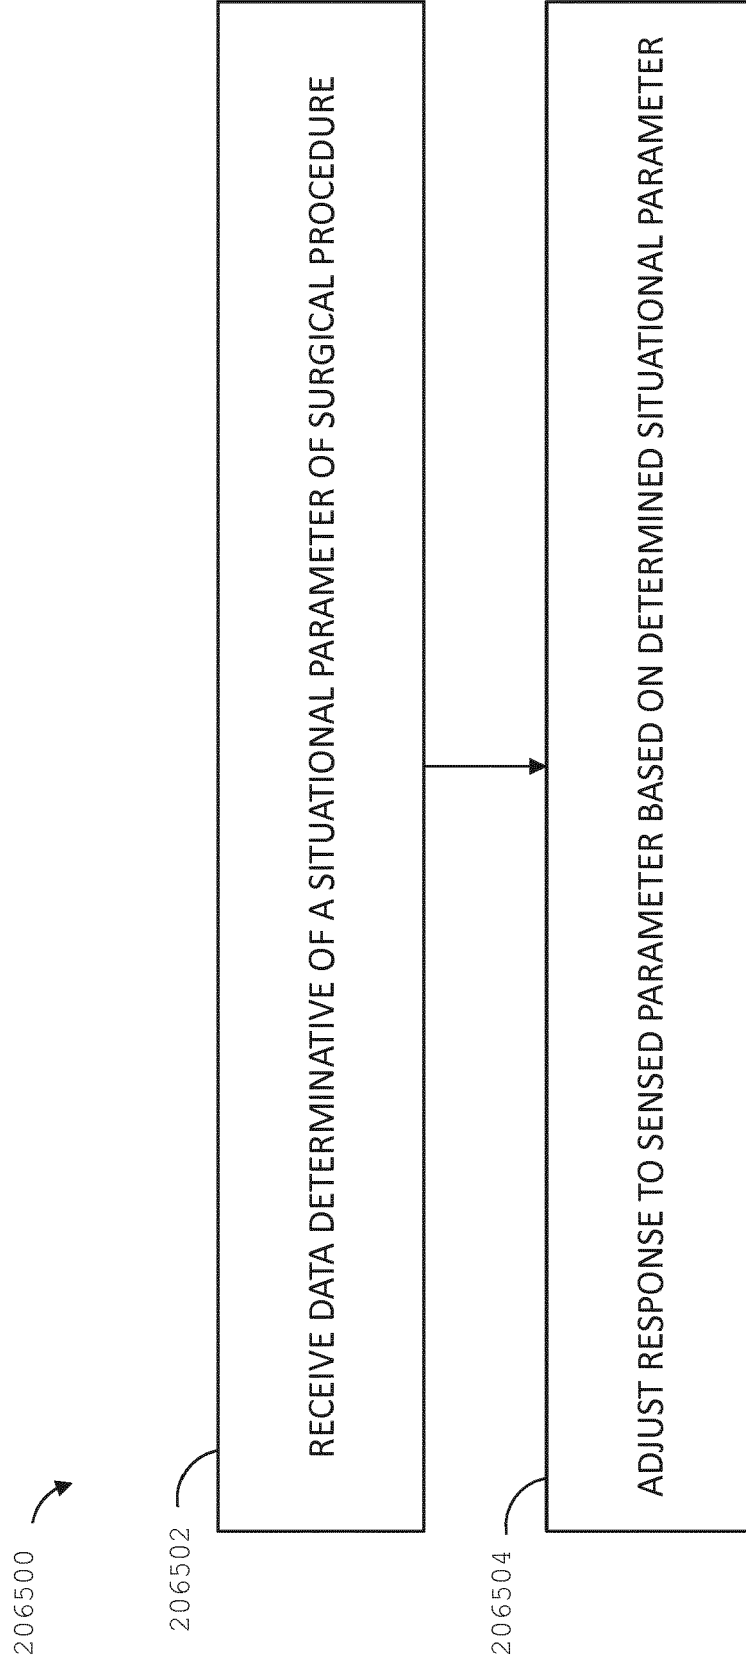 206500
206502
RECEIVE DATA DETERMINATIVE OF A SITUATIONAL PARAMETER OF SURGICAL PROCEDURE
206504
ADJUST RESPONSE TO SENSED PARAMETER BASED ON DETERMINED SITUATIONAL PARAMETER